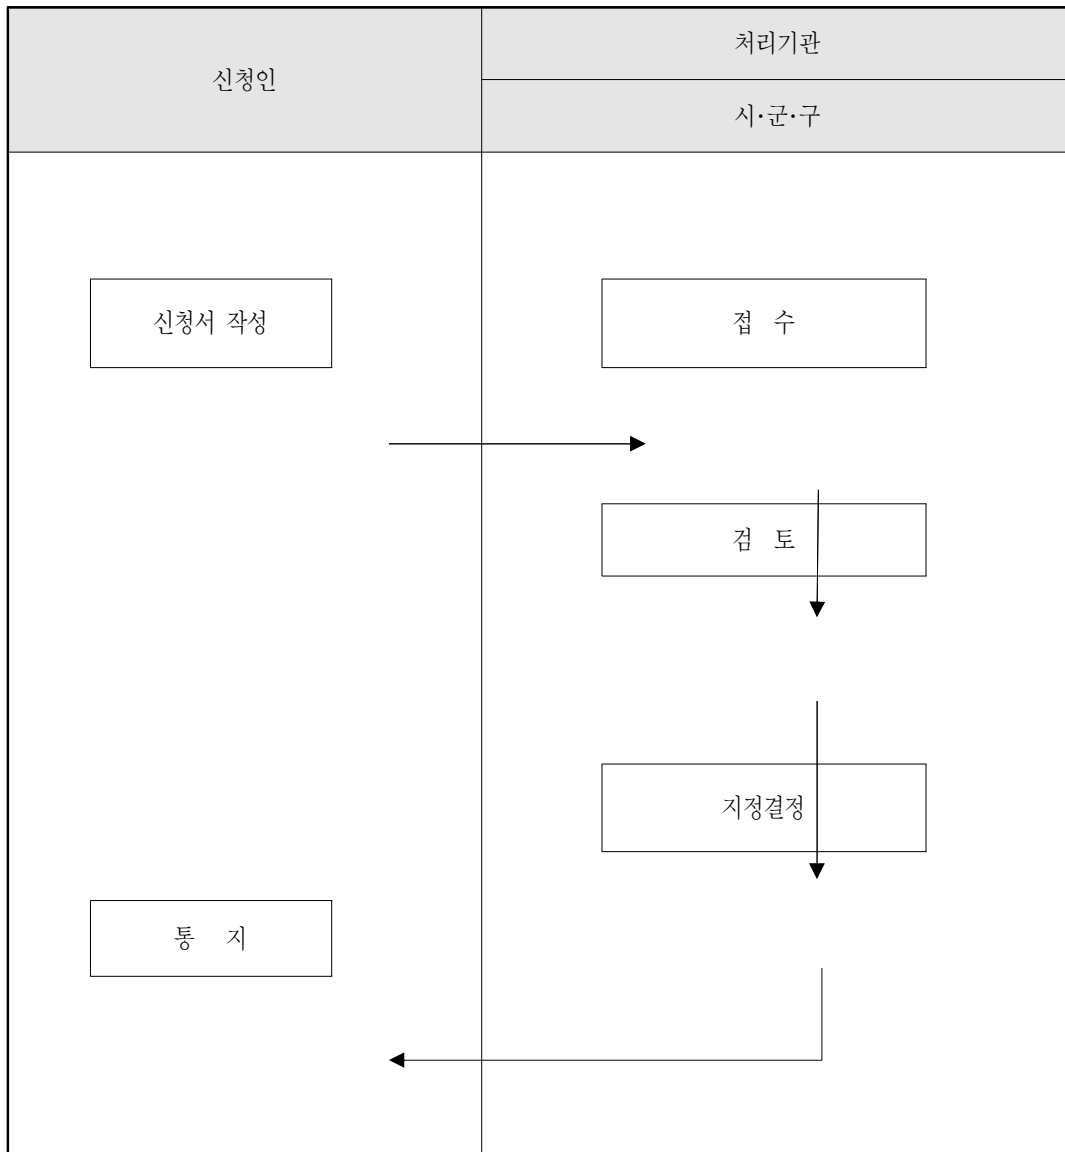 신청인
처리기관
시·군·구
신청서 작성
접 수
검 토
지정결정
통 지